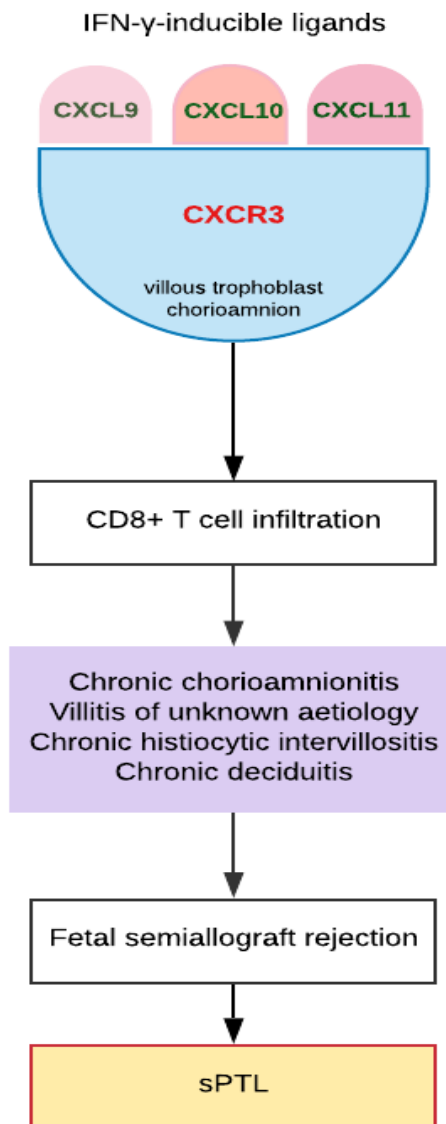 IFN-γ-inducible ligands
CXCL9 CXCL10 CXCL11
CXCR3
villous trophoblast
chorioamnion
CD8+ T cell infiltration
Chronic chorioamnionitis
Villitis of unknown aetiology
Chronic histiocytic intervillositis
Chronic deciduitis
Fetal semiallograft rejection
sPTL